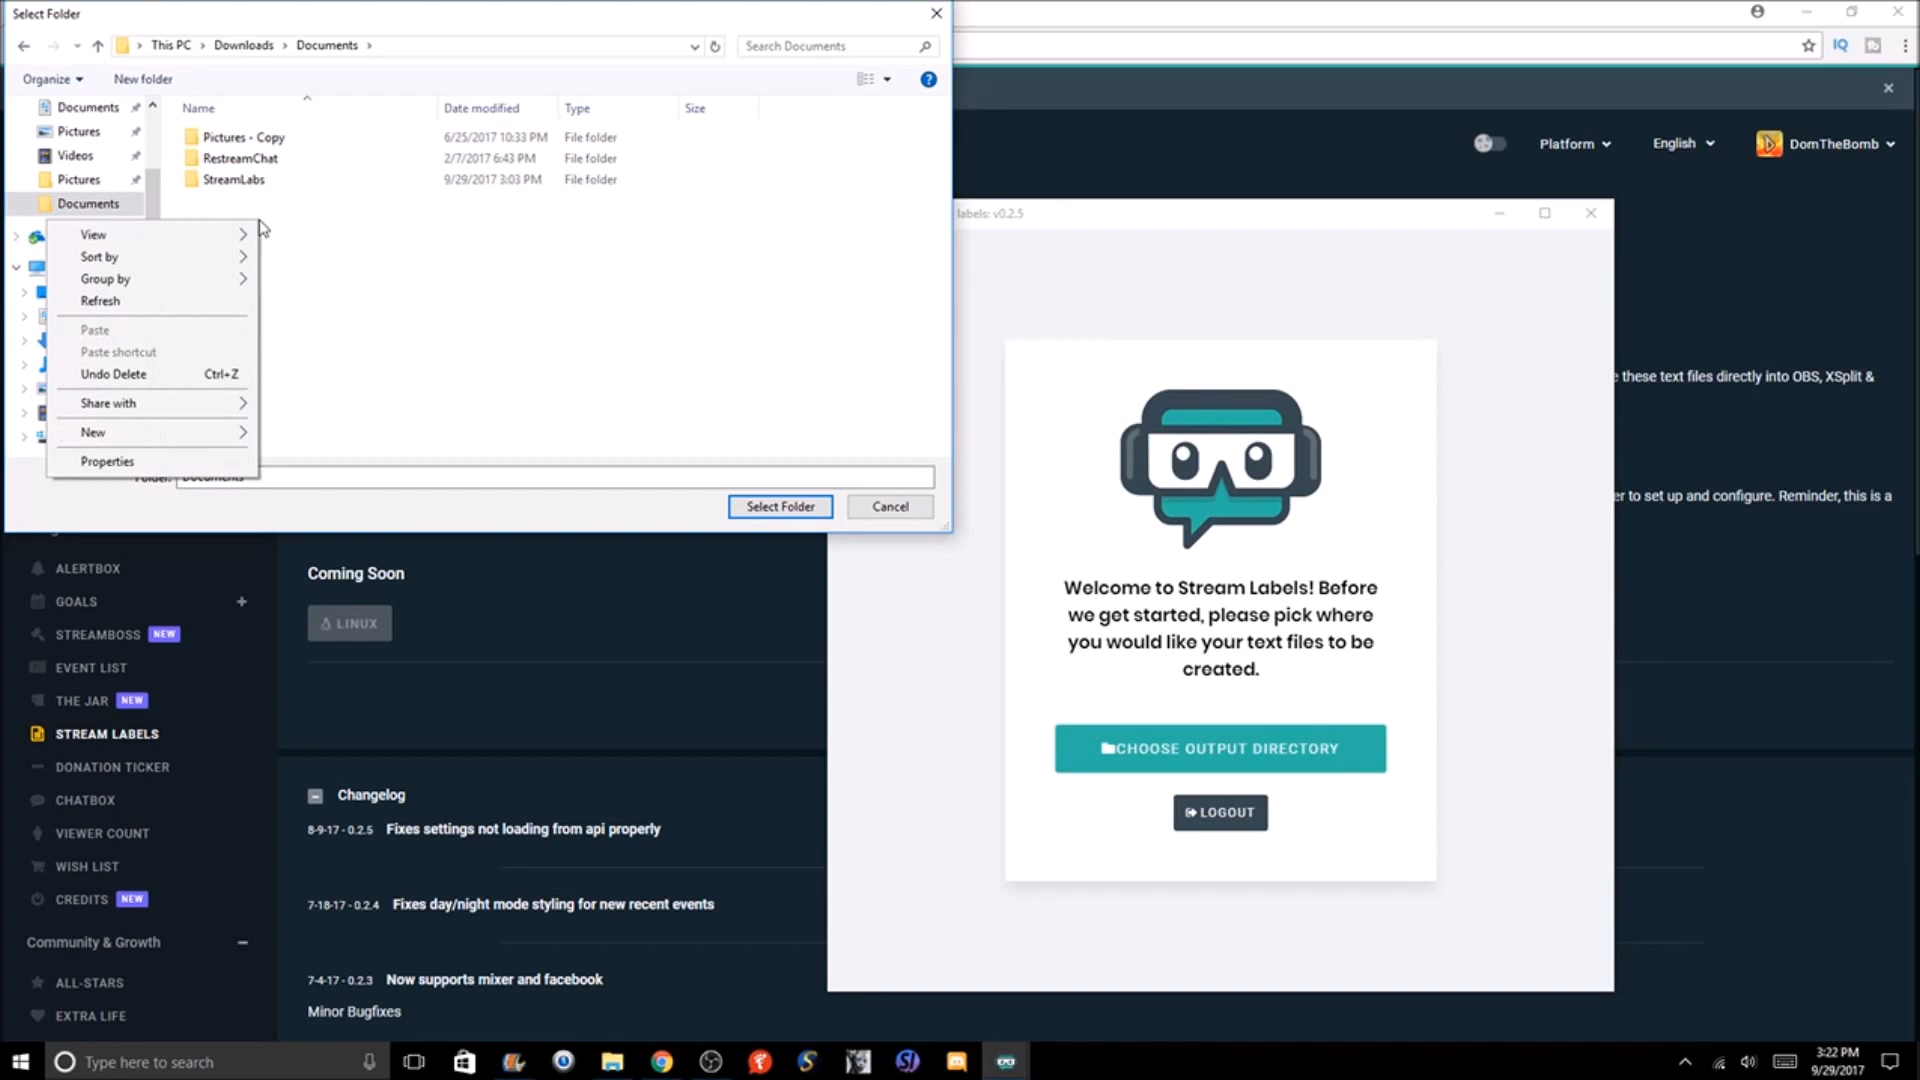 Select Folder
This PC > Downloads > Documents >
Search Documents
Organize
New folder
Documents
Pictures
Videos
Pictures
Documents
Name
Date modified
Type
Size
Pictures - Copy
6/25/2017 10:33 PM
File folder
RestreamChat
2/7/2017 6:43 PM
File folder
StreamLabs
9/29/2017 3:03 PM
File folder
View
Sort by
Group by
Refresh
Paste
Paste shortcut
Undo Delete Ctrl+Z
Share with
New
Properties
Folder: Documents
Select Folder
Cancel
IQ
Platform
English
DomTheBomb
labels: v0.2.5
these text files directly into OBS, XSplit &
er to set up and configure. Reminder, this is a
Welcome to Stream Labels! Before
we get started, please pick where
you would like your text files to be
created.
CHOOSE OUTPUT DIRECTORY
LOGOUT
ALERTBOX
GOALS
STREAMBOSS NEW
EVENT LIST
THE JAR NEW
STREAM LABELS
DONATION TICKER
CHATBOX
VIEWER COUNT
WISH LIST
CREDITS NEW
Community & Growth
ALL-STARS
EXTRA LIFE
Coming Soon
LINUX
Changelog
8-9-17 - 0.2.5 Fixes settings not loading from api properly
7-18-17 - 0.2.4 Fixes day/night mode styling for new recent events
7-4-17 - 0.2.3 Now supports mixer and facebook
Minor Bugfixes
Type here to search
3:22 PM
9/29/2017